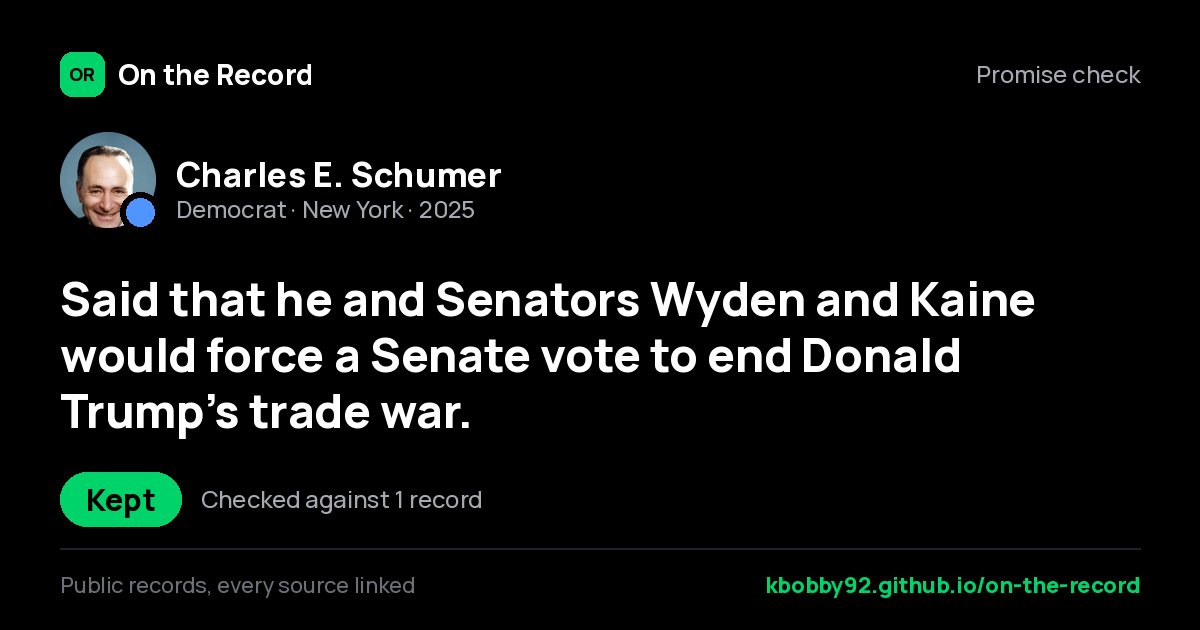 OR On the Record
Promise check
Charles E. Schumer
Democrat · New York · 2025
Said that he and Senators Wyden and Kaine
would force a Senate vote to end Donald
Trump’s trade war.
Kept Checked against 1 record
Public records, every source linked
kbobby92.github.io/on-the-record